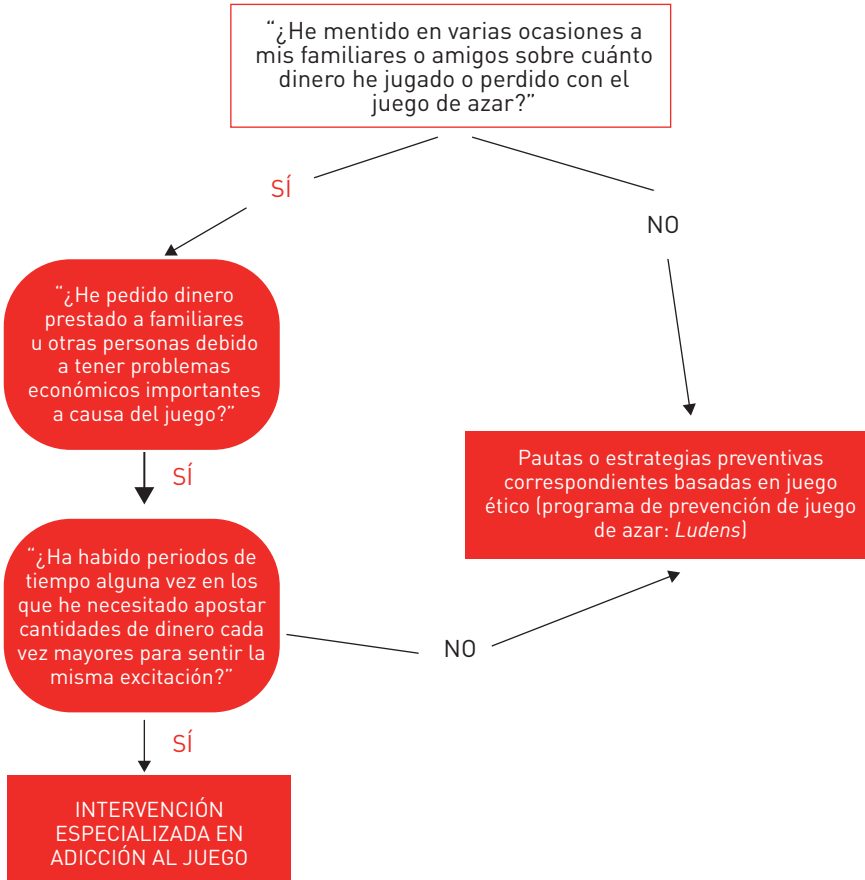 “¿He mentido en varias ocasiones a
mis familiares o amigos sobre cuánto
dinero he jugado o perdido con el
juego de azar?”
SÍ
NO
“¿He pedido dinero
prestado a familiares
u otras personas debido
a tener problemas
económicos importantes
a causa del juego?”
SÍ
Pautas o estrategias preventivas
correspondientes basadas en juego
ético (programa de prevención de juego
de azar: Ludens)
“¿Ha habido periodos de
tiempo alguna vez en los
que he necesitado apostar
cantidades de dinero cada
vez mayores para sentir la
misma excitación?”
NO
SÍ
INTERVENCIÓN
ESPECIALIZADA EN
ADICCIÓN AL JUEGO